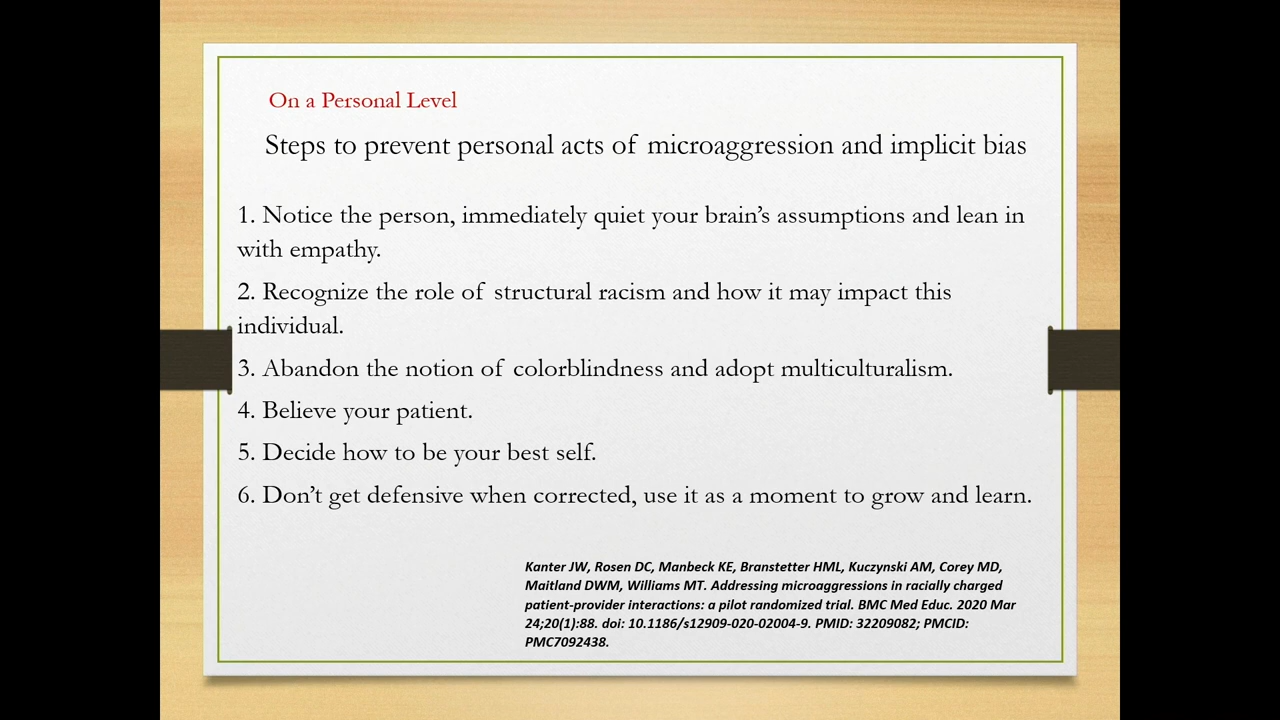 On a Personal Level
Steps to prevent personal acts of microaggression and implicit bias
1. Notice the person, immediately quiet your brain’s assumptions and lean in
with empathy.
2. Recognize the role of structural racism and how it may impact this
individual.
3. Abandon the notion of colorblindness and adopt multiculturalism.
4. Believe your patient.
5. Decide how to be your best self.
6. Don’t get defensive when corrected, use it as a moment to grow and learn.
Kanter JW, Rosen DC, Manbeck KE, Branstetter HML, Kuczynski AM, Corey MD,
Maitland DWM, Williams MT. Addressing microaggressions in racially charged
patient-provider interactions: a pilot randomized trial. BMC Med Educ. 2020 Mar
24;20(1):88. doi: 10.1186/s12909-020-02004-9. PMID: 32209082; PMCID:
PMC7092438.